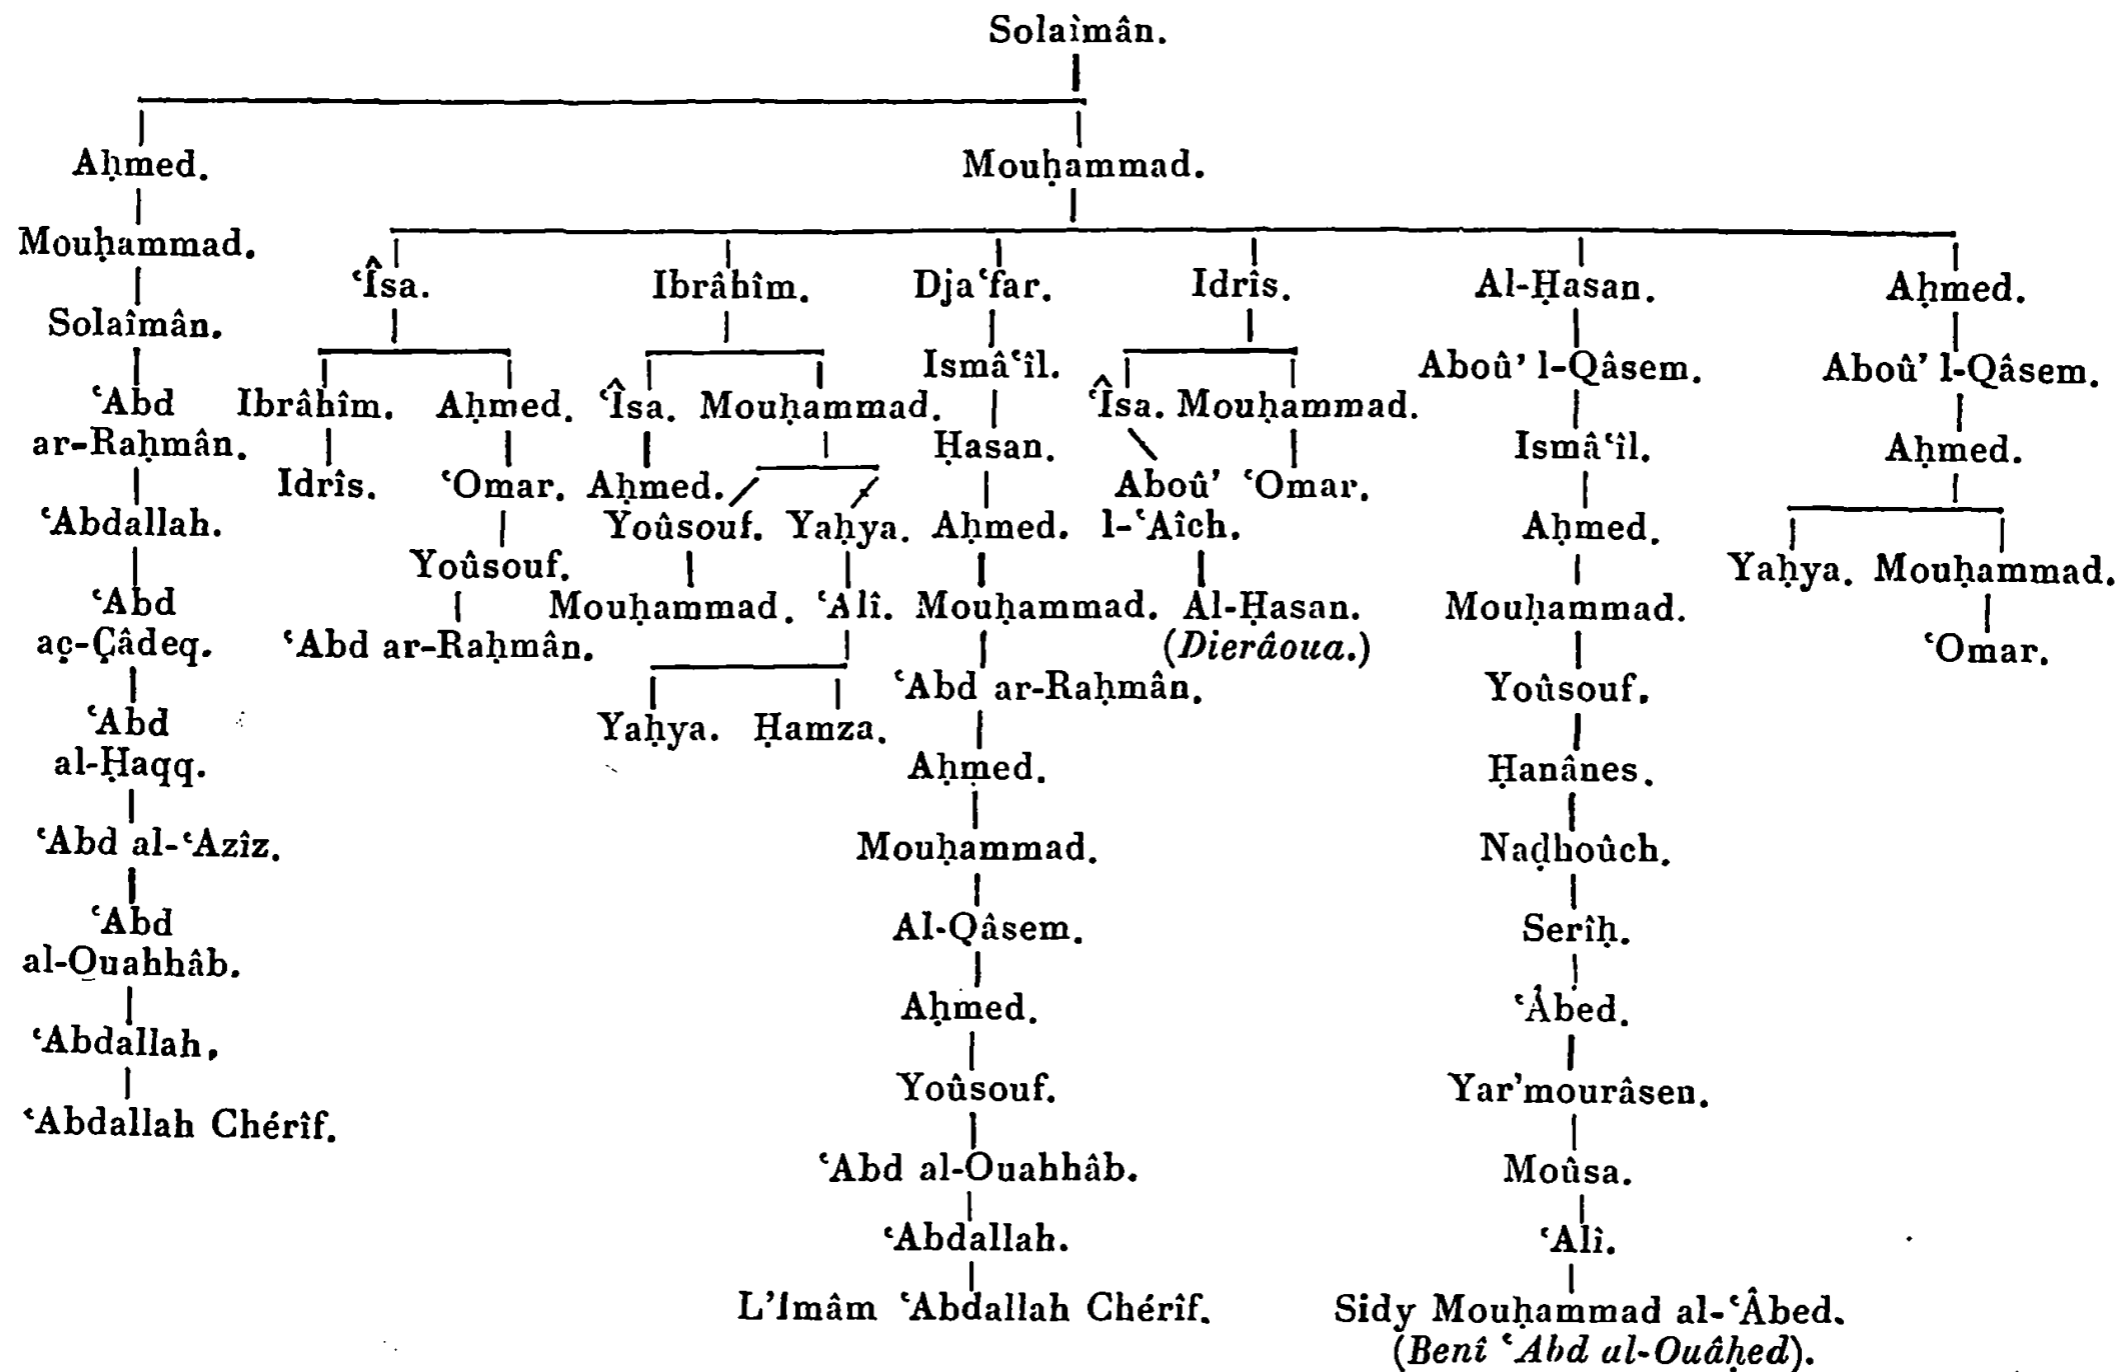 Solaìmân.
Aḥmed. Mouḥammad.
Mouḥammad.
ʿÎsa. Ibrâhîm. Djaʿfar. Idrîs. Al-Ḥasan. Aḥmed.
Solaîmân.
Ismâʿîl. Aboû' l-Qâsem. Aboû' l-Qâsem.
ʿAbd Ibrâhîm. Aḥmed. ʿÎsa. Mouḥammad. ʿÎsa. Mouḥammad.
ar-Raḥmân. Ḥasan. Ismâʿîl. Aḥmed.
Idrîs. ʿOmar. Aḥmed. Aboû' ʿOmar.
ʿAbdallah. Yoûsouf. Yaḥya. Aḥmed. l-ʿAîch. Aḥmed.
Yoûsouf. Yaḥya. Mouḥammad.
ʿAbd Mouḥammad. ʿAlî. Mouḥammad. Al-Ḥasan. Mouḥammad.
aç-Çâdeq. ʿAbd ar-Raḥmân. (Dierâoua.) ʿOmar.
ʿAbd ar-Raḥmân. Yoûsouf.
ʿAbd Yaḥya. Ḥamza.
al-Ḥaqq. Aḥmed. Ḥanânes.
ʿAbd al-ʿAzîz. Mouḥammad. Naḍhoûch.
ʿAbd Al-Qâsem. Serîḥ.
al-Ouahhâb.
Aḥmed. ʿÂbed.
ʿAbdallah.
Yoûsouf. Yar'mourâsen.
ʿAbdallah Chérîf.
ʿAbd al-Ouahhâb. Moûsa.
ʿAbdallah. ʿAlî.
L'Imâm ʿAbdallah Chérîf. Sidy Mouḥammad al-ʿÂbed.
(Benî ʿAbd al-Ouâḥed).